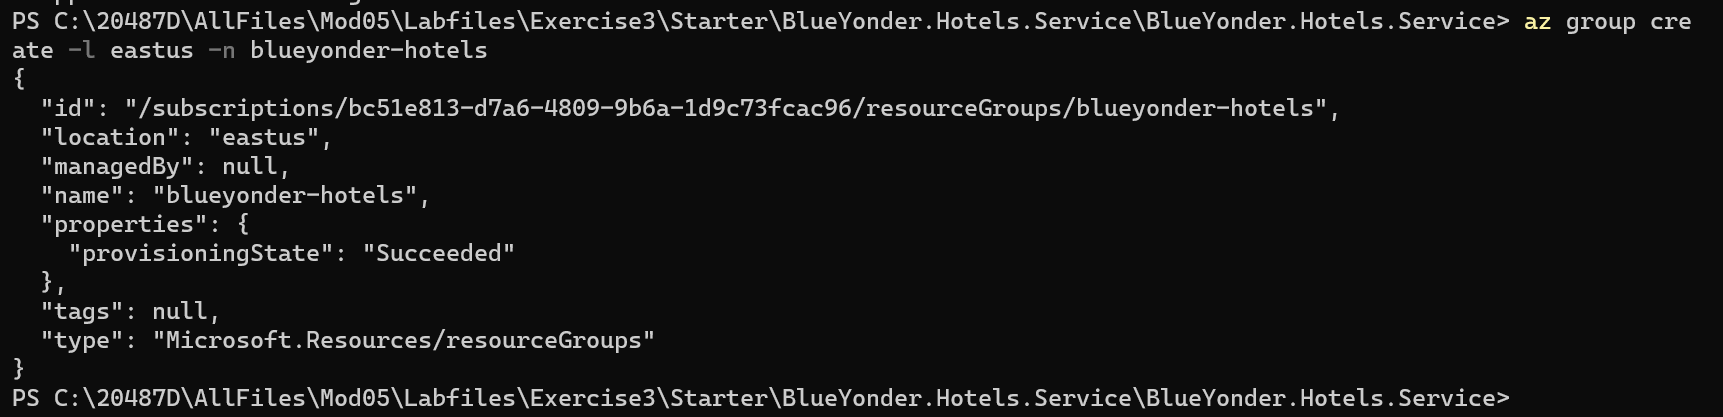 PS C:\20487D\AllFiles\Mod05\Labfiles\Exercise3\Starter\BlueYonder.Hotels.Service\BlueYonder.Hotels.Service> az group cre
ate -l eastus -n blueyonder-hotels
{
  "id": "/subscriptions/bc51e813-d7a6-4809-9b6a-1d9c73fcac96/resourceGroups/blueyonder-hotels",
  "location": "eastus",
  "managedBy": null,
  "name": "blueyonder-hotels",
  "properties": {
    "provisioningState": "Succeeded"
  },
  "tags": null,
  "type": "Microsoft.Resources/resourceGroups"
}
PS C:\20487D\AllFiles\Mod05\Labfiles\Exercise3\Starter\BlueYonder.Hotels.Service\BlueYonder.Hotels.Service>